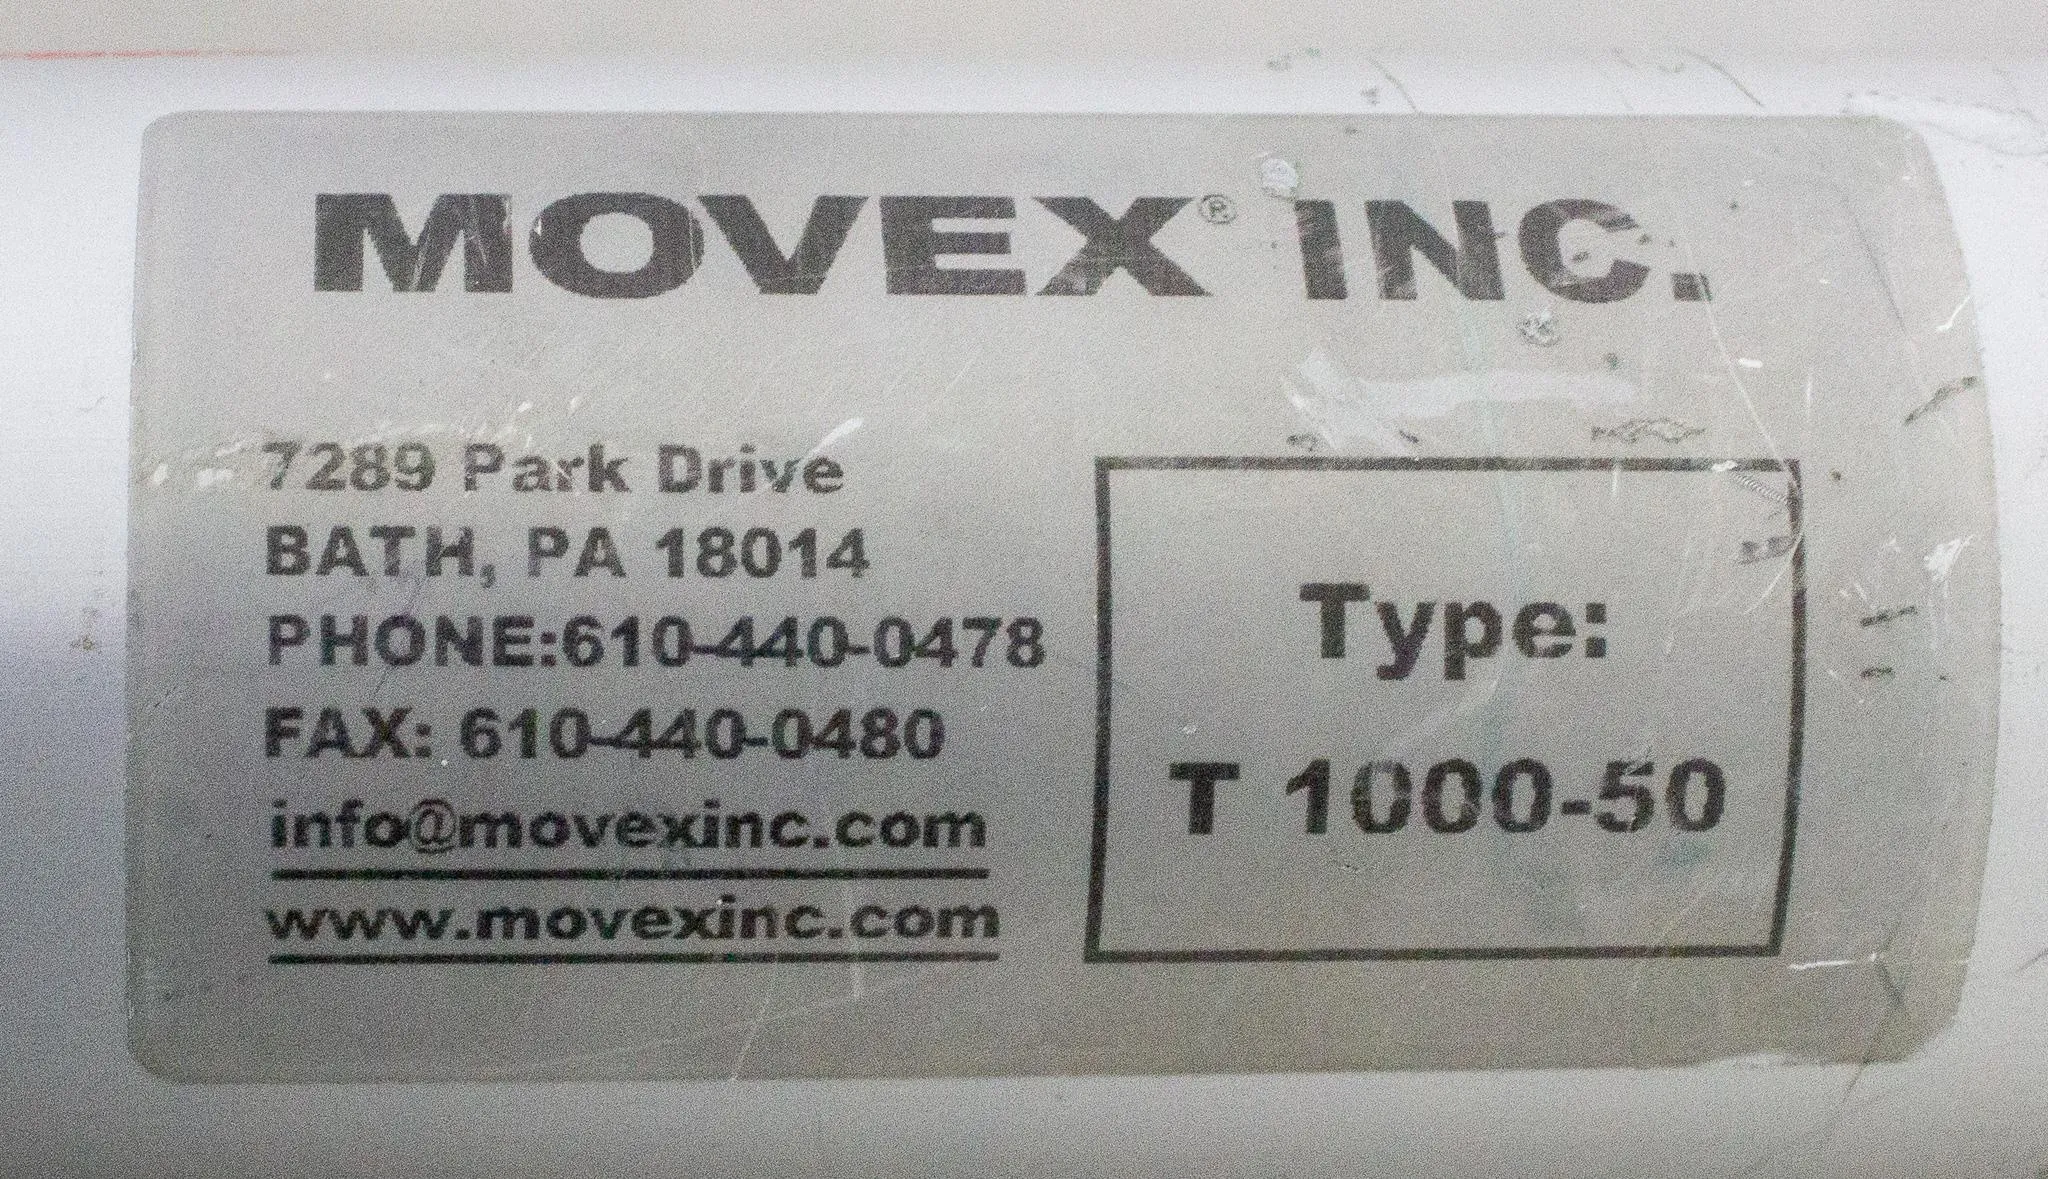 MOVEX® INC.
7289 Park Drive
BATH, PA 18014
PHONE:610-440-0478
FAX: 610-440-0480
info@movexinc.com
www.movexinc.com
Type:
T 1000-50